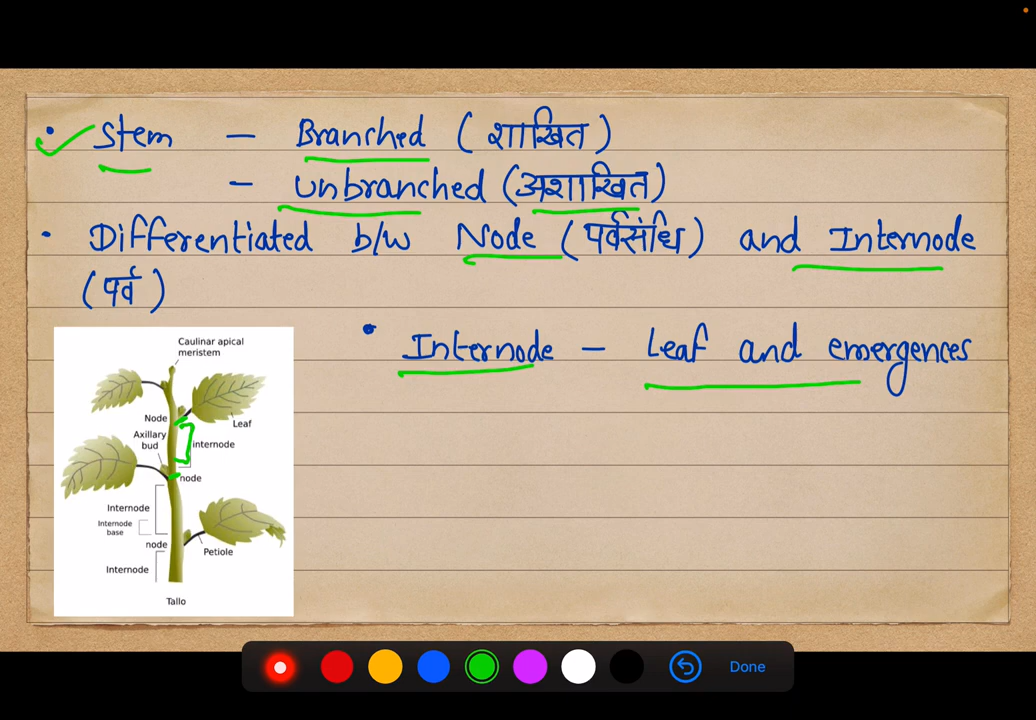 • Stem – Branched (शाखित)
– Unbranched (अशाखित)
• Differentiated b/w Node (पर्वसंधि) and Internode
(पर्व)
• Internode – Leaf and emergences
Caulinar apical
meristem
Node
Leaf
Axillary
bud
internode
node
Internode
Internode
base
node
Petiole
Internode
Tallo
Done